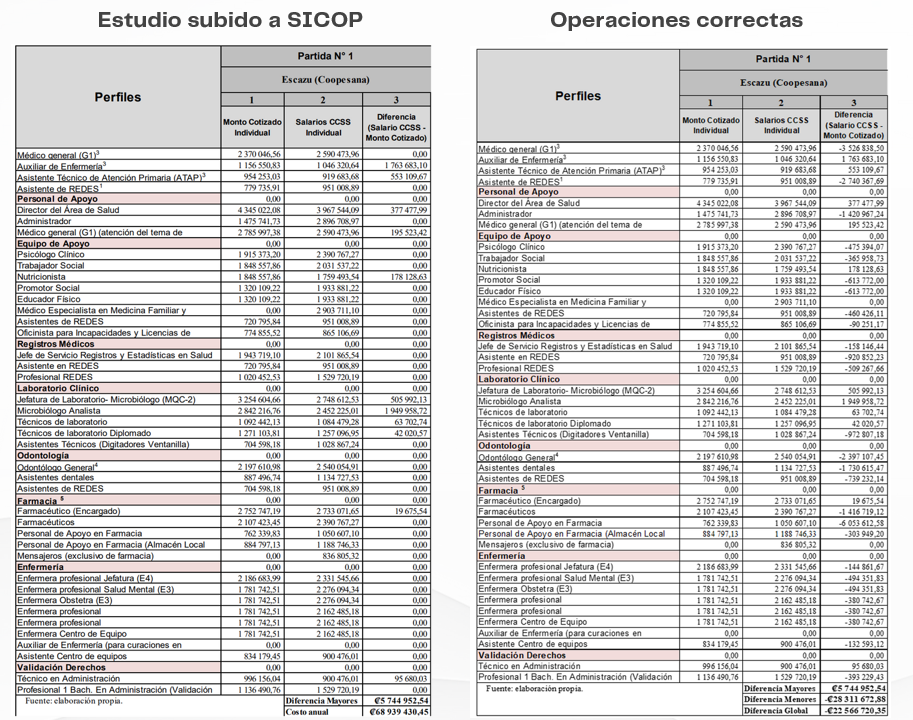 Estudio subido a SICOP
Partida N° 1
Escazu (Coopesana)
Perfiles
1 2 3
Monto Cotizado Individual Salarios CCSS Individual Diferencia (Salario CCSS - Monto Cotizado)
Médico general (G1)3 2 370 046,56 2 590 473,96 0,00
Auxiliar de Enfermería3 1 156 550,83 1 046 320,64 1 763 683,10
Asistente Técnico de Atención Primaria (ATAP)3 954 253,03 919 683,68 553 109,67
Asistente de REDES1 779 735,91 951 008,89 0,00
Personal de Apoyo 0,00 0,00 0,00
Director del Área de Salud 4 345 022,08 3 967 544,09 377 477,99
Administrador 1 475 741,73 2 896 708,97 0,00
Médico general (G1) (atención del tema de 2 785 997,38 2 590 473,96 195 523,42
Equipo de Apoyo 0,00 0,00 0,00
Psicólogo Clínico 1 915 373,20 2 390 767,27 0,00
Trabajador Social 1 848 557,86 2 031 537,22 0,00
Nutricionista 1 848 557,86 1 759 493,54 178 128,63
Promotor Social 1 320 109,22 1 933 881,22 0,00
Educador Físico 1 320 109,22 1 933 881,22 0,00
Médico Especialista en Medicina Familiar y 0,00 2 903 711,10 0,00
Asistentes de REDES 720 795,84 951 008,89 0,00
Oficinista para Incapacidades y Licencias de 774 855,52 865 106,69 0,00
Registros Médicos 0,00 0,00 0,00
Jefe de Servicio Registros y Estadísticas en Salud 1 943 719,10 2 101 865,54 0,00
Asistente en REDES 720 795,84 951 008,89 0,00
Profesional REDES 1 020 452,53 1 529 720,19 0,00
Laboratorio Clínico 0,00 0,00 0,00
Jefatura de Laboratorio- Microbiólogo (MQC-2) 3 254 604,66 2 748 612,53 505 992,13
Microbiólogo Analista 2 842 216,76 2 452 225,01 1 949 958,72
Técnicos de laboratorio 1 092 442,13 1 084 479,28 63 702,74
Técnicos de laboratorio Diplomado 1 271 103,81 1 257 096,95 42 020,57
Asistentes Técnicos (Digitadores Ventanilla) 704 598,18 1 028 867,24 0,00
Odontología 0,00 0,00 0,00
Odontólogo General4 2 197 610,98 2 540 054,91 0,00
Asistentes dentales 887 496,74 1 134 727,53 0,00
Asistentes de REDES 704 598,18 951 008,89 0,00
Farmacia 5 0,00 0,00 0,00
Farmacéutico (Encargado) 2 752 747,19 2 733 071,65 19 675,54
Farmacéuticos 2 107 423,45 2 390 767,27 0,00
Personal de Apoyo en Farmacia 762 339,83 1 050 607,10 0,00
Personal de Apoyo en Farmacia (Almacén Local 884 797,13 1 188 746,33 0,00
Mensajeros (exclusivo de farmacia) 0,00 836 805,32 0,00
Enfermería 0,00 0,00 0,00
Enfermera profesional Jefatura (E4) 2 186 683,99 2 331 545,66 0,00
Enfermera profesional Salud Mental (E3) 1 781 742,51 2 276 094,34 0,00
Enfermera Obstetra (E3) 1 781 742,51 2 276 094,34 0,00
Enfermera profesional 1 781 742,51 2 162 485,18 0,00
Enfermera profesional 1 781 742,51 2 162 485,18 0,00
Enfermera Centro de Equipo 1 781 742,51 2 162 485,18 0,00
Auxiliar de Enfermería (para curaciones en 0,00 0,00 0,00
Asistente Centro de equipos 834 179,45 900 476,01 0,00
Validación Derechos 0,00 0,00 0,00
Técnico en Administración 996 156,04 900 476,01 95 680,03
Profesional 1 Bach. En Administración (Validación 1 136 490,76 1 529 720,19 0,00
Fuente: elaboración propia. Diferencia Mayores ₡5 744 952,54
Costo anual ₡68 939 430,45
Operaciones correctas
Partida N° 1
Escazu (Coopesana)
Perfiles
1 2 3
Monto Cotizado Individual Salarios CCSS Individual Diferencia (Salario CCSS - Monto Cotizado)
Médico general (G1)3 2 370 046,56 2 590 473,96 -3 526 838,50
Auxiliar de Enfermería3 1 156 550,83 1 046 320,64 1 763 683,10
Asistente Técnico de Atención Primaria (ATAP)3 954 253,03 919 683,68 553 109,67
Asistente de REDES1 779 735,91 951 008,89 -2 740 367,69
Personal de Apoyo 0,00 0,00 0,00
Director del Área de Salud 4 345 022,08 3 967 544,09 377 477,99
Administrador 1 475 741,73 2 896 708,97 -1 420 967,24
Médico general (G1) (atención del tema de 2 785 997,38 2 590 473,96 195 523,42
Equipo de Apoyo 0,00 0,00 0,00
Psicólogo Clínico 1 915 373,20 2 390 767,27 -475 394,07
Trabajador Social 1 848 557,86 2 031 537,22 -365 958,73
Nutricionista 1 848 557,86 1 759 493,54 178 128,63
Promotor Social 1 320 109,22 1 933 881,22 -613 772,00
Educador Físico 1 320 109,22 1 933 881,22 -613 772,00
Médico Especialista en Medicina Familiar y 0,00 2 903 711,10 0,00
Asistentes de REDES 720 795,84 951 008,89 -460 426,11
Oficinista para Incapacidades y Licencias de 774 855,52 865 106,69 -90 251,17
Registros Médicos 0,00 0,00 0,00
Jefe de Servicio Registros y Estadísticas en Salud 1 943 719,10 2 101 865,54 -158 146,44
Asistente en REDES 720 795,84 951 008,89 -920 852,23
Profesional REDES 1 020 452,53 1 529 720,19 -509 267,66
Laboratorio Clínico 0,00 0,00 0,00
Jefatura de Laboratorio- Microbiólogo (MQC-2) 3 254 604,66 2 748 612,53 505 992,13
Microbiólogo Analista 2 842 216,76 2 452 225,01 1 949 958,72
Técnicos de laboratorio 1 092 442,13 1 084 479,28 63 702,74
Técnicos de laboratorio Diplomado 1 271 103,81 1 257 096,95 42 020,57
Asistentes Técnicos (Digitadores Ventanilla) 704 598,18 1 028 867,24 -972 807,18
Odontología 0,00 0,00 0,00
Odontólogo General4 2 197 610,98 2 540 054,91 -2 397 107,45
Asistentes dentales 887 496,74 1 134 727,53 -1 730 615,47
Asistentes de REDES 704 598,18 951 008,89 -739 232,14
Farmacia 5 0,00 0,00 0,00
Farmacéutico (Encargado) 2 752 747,19 2 733 071,65 19 675,54
Farmacéuticos 2 107 423,45 2 390 767,27 -1 416 719,12
Personal de Apoyo en Farmacia 762 339,83 1 050 607,10 -6 053 612,58
Personal de Apoyo en Farmacia (Almacén Local 884 797,13 1 188 746,33 -303 949,20
Mensajeros (exclusivo de farmacia) 836 805,32 0,00
Enfermería 0,00 0,00 0,00
Enfermera profesional Jefatura (E4) 2 186 683,99 2 331 545,66 -144 861,67
Enfermera profesional Salud Mental (E3) 1 781 742,51 2 276 094,34 -494 351,83
Enfermera Obstetra (E3) 1 781 742,51 2 276 094,34 -494 351,83
Enfermera profesional 1 781 742,51 2 162 485,18 -380 742,67
Enfermera profesional 1 781 742,51 2 162 485,18 -380 742,67
Enfermera Centro de Equipo 1 781 742,51 2 162 485,18 -380 742,67
Auxiliar de Enfermería (para curaciones en 0,00 0,00 0,00
Asistente Centro de equipos 834 179,45 900 476,01 -132 593,12
Validación Derechos 0,00 0,00 0,00
Técnico en Administración 996 156,04 900 476,01 95 680,03
Profesional 1 Bach. En Administración (Validación 1 136 490,76 1 529 720,19 -393 229,43
Fuente: elaboración propia. Diferencia Mayores ₡5 744 952,54
Diferencia Menores -₡28 311 672,88
Diferencia Global -₡22 566 720,35